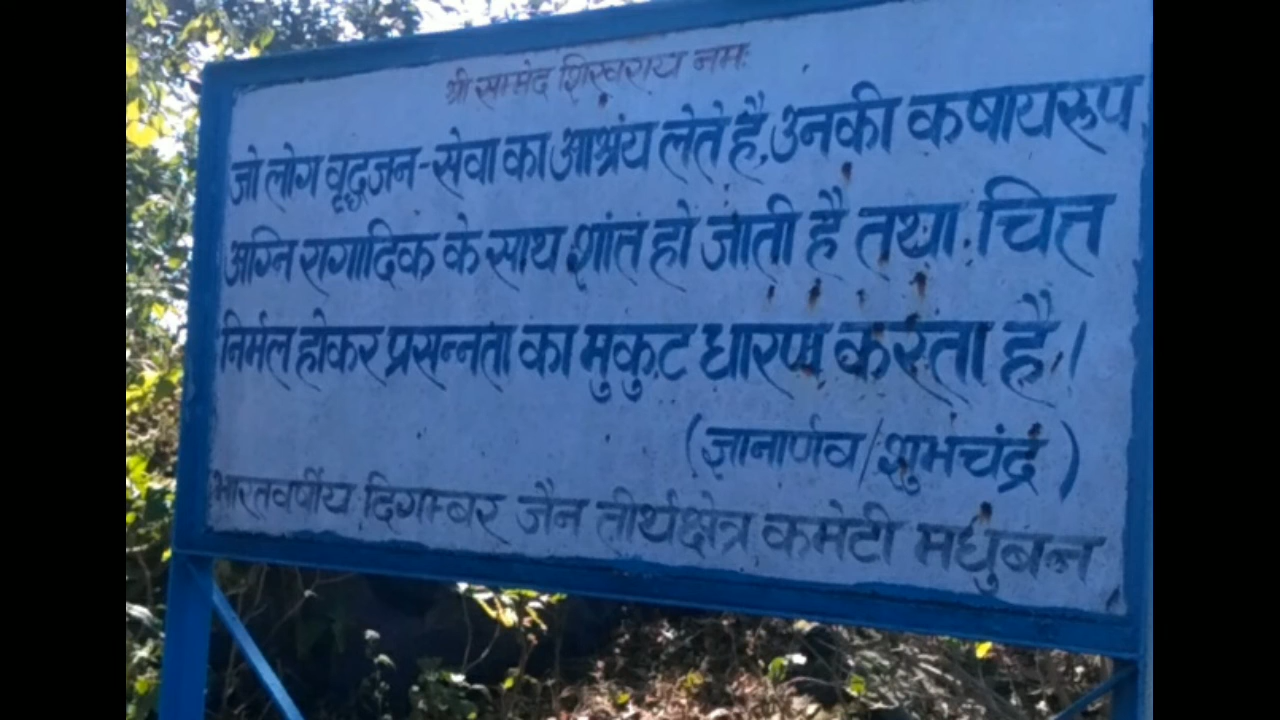 श्री सम्मेद शिखराय नमः
जो लोग वृद्धजन-सेवा का आश्रंय लेते है, उनकी कषायरूप
अग्नि रागादिक के साथ शांत हो जाती है तथा चित्त
निर्मल होकर प्रसन्नता का मुकुट धारण करता है।
(ज्ञानार्णव/शुभचंद्र)
भारतवर्षीय दिगम्बर जैन तीर्थक्षेत्र कमेटी मधुबन